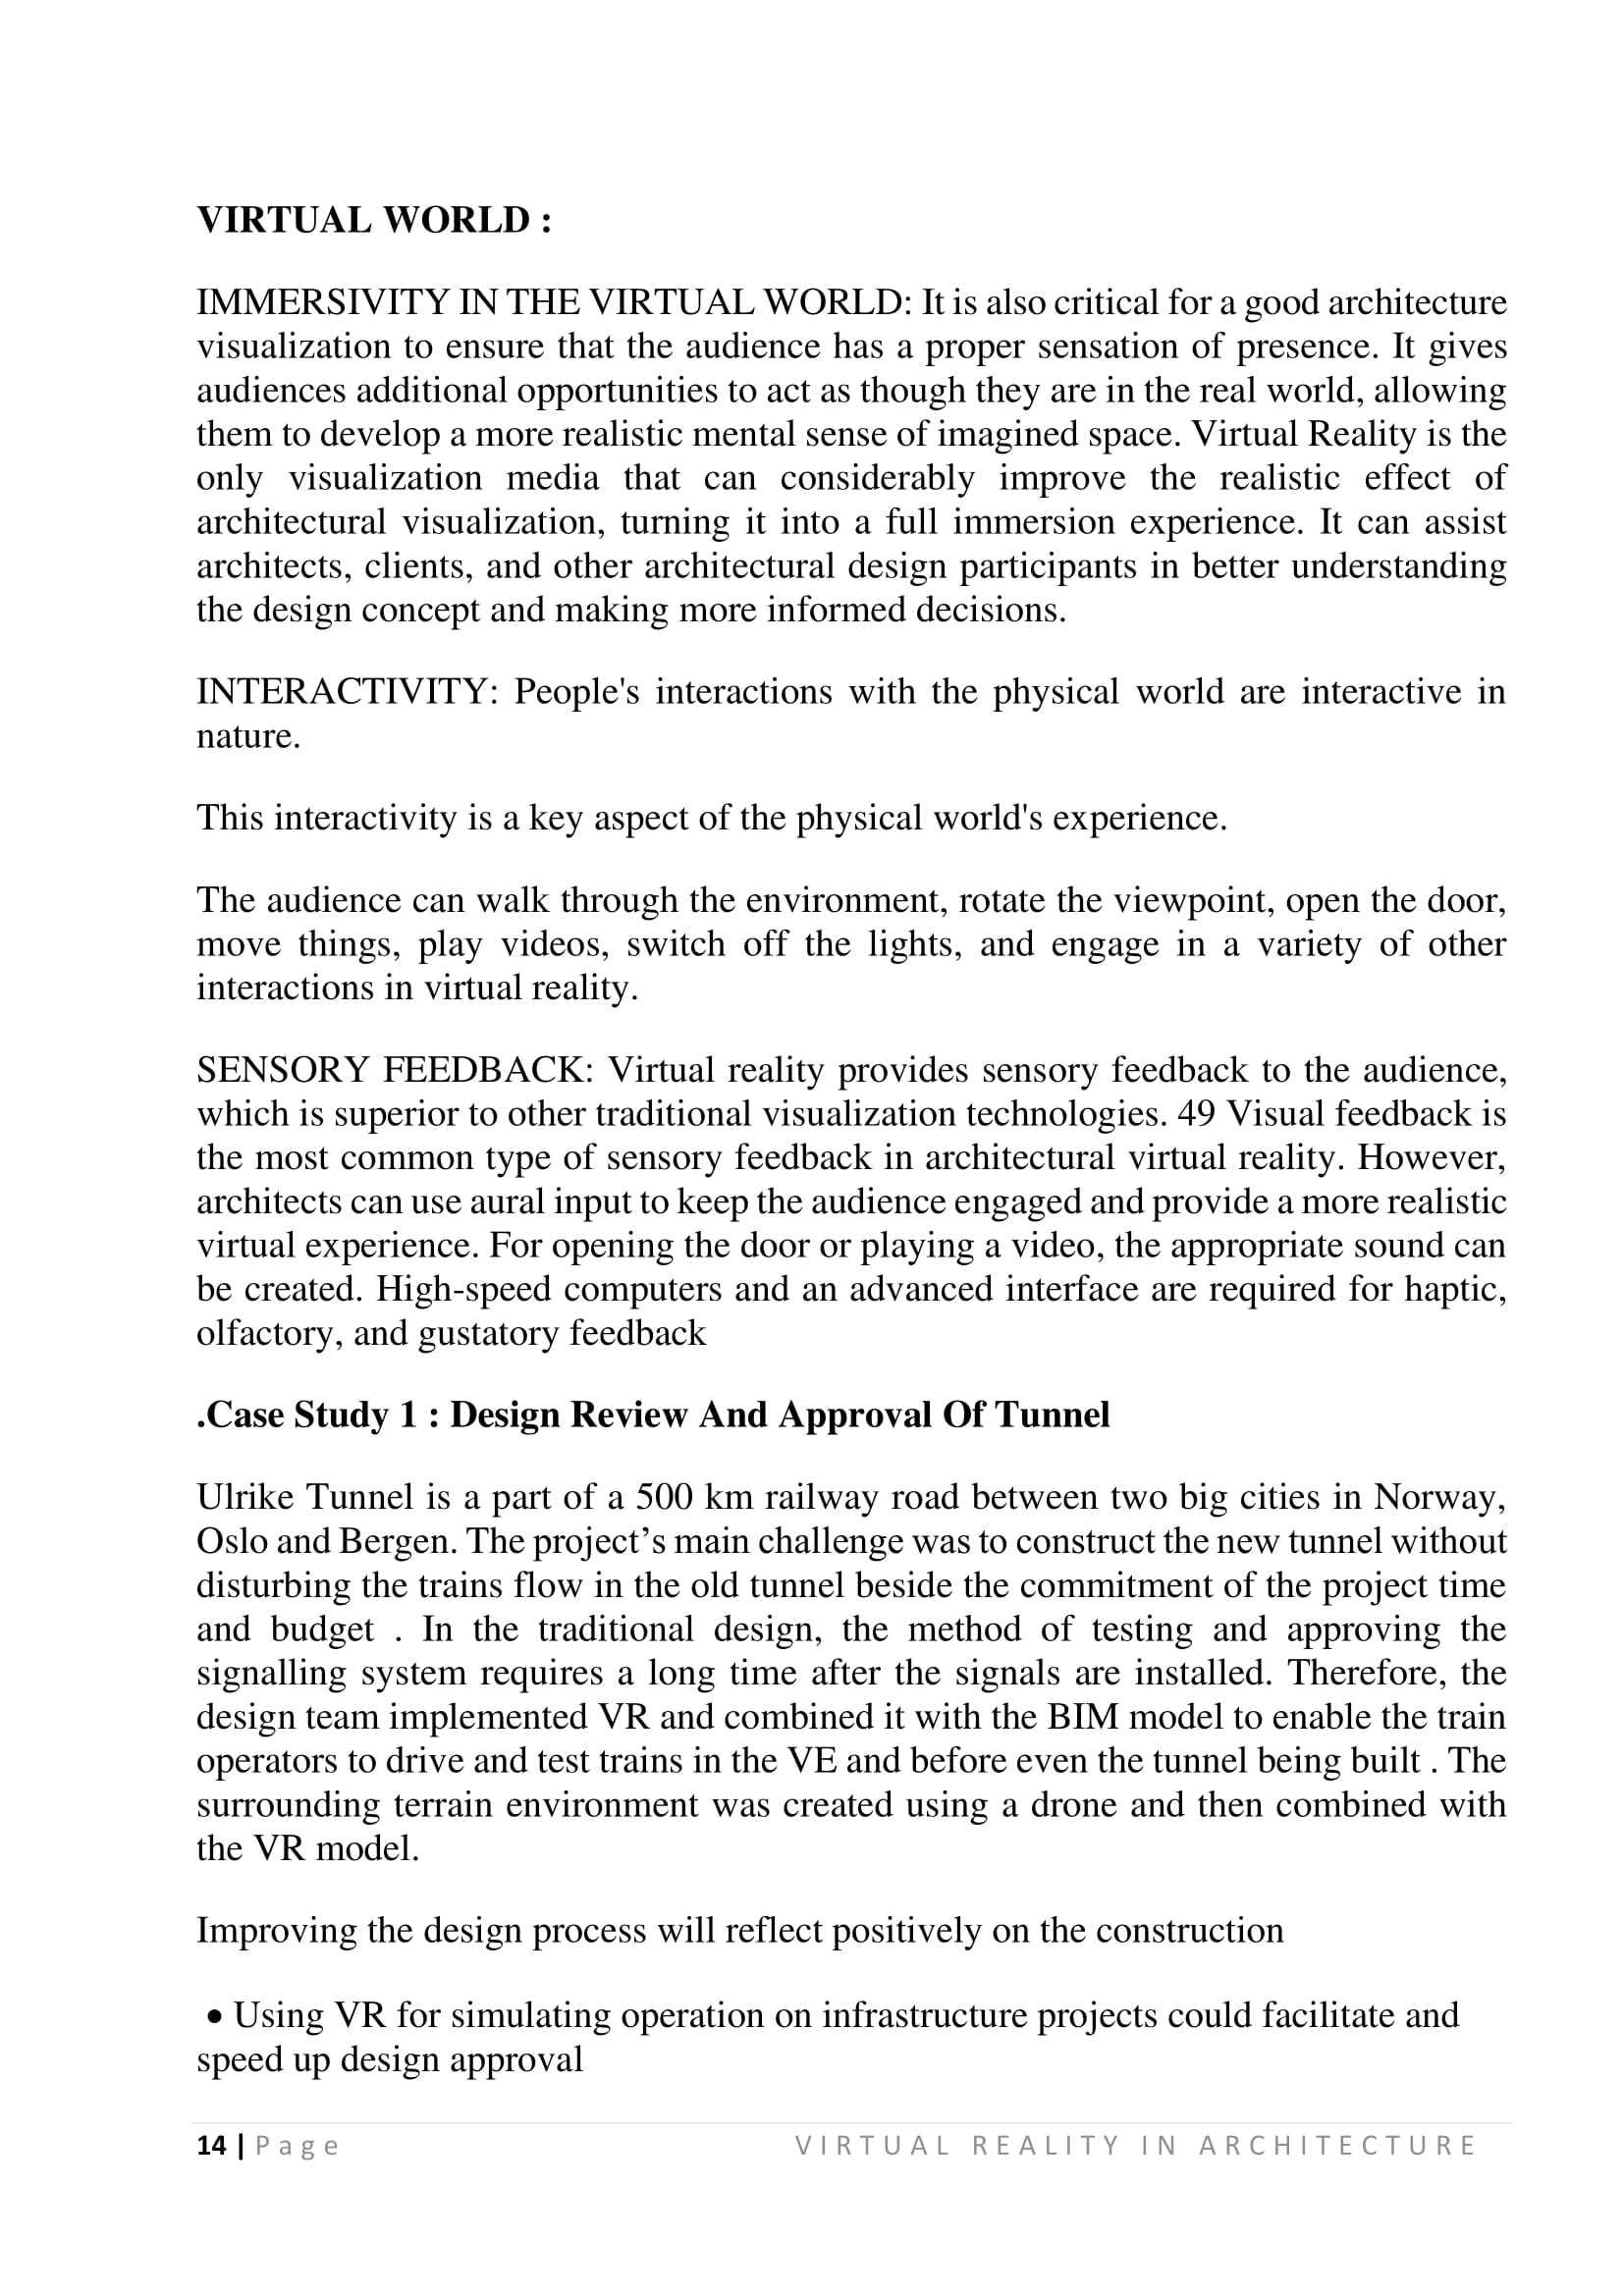 VIRTUAL WORLD :
IMMERSIVITY IN THE VIRTUAL WORLD: It is also critical for a good architecture
visualization to ensure that the audience has a proper sensation of presence. It gives
audiences additional opportunities to act as though they are in the real world, allowing
them to develop a more realistic mental sense of imagined space. Virtual Reality is the
only visualization media that can considerably improve the realistic effect of
architectural visualization, turning it into a full immersion experience. It can assist
architects, clients, and other architectural design participants in better understanding
the design concept and making more informed decisions.
INTERACTIVITY: People's interactions with the physical world are interactive in
nature.
This interactivity is a key aspect of the physical world's experience.
The audience can walk through the environment, rotate the viewpoint, open the door,
move things, play videos, switch off the lights, and engage in a variety of other
interactions in virtual reality.
SENSORY FEEDBACK: Virtual reality provides sensory feedback to the audience,
which is superior to other traditional visualization technologies. 49 Visual feedback is
the most common type of sensory feedback in architectural virtual reality. However,
architects can use aural input to keep the audience engaged and provide a more realistic
virtual experience. For opening the door or playing a video, the appropriate sound can
be created. High-speed computers and an advanced interface are required for haptic,
olfactory, and gustatory feedback
.Case Study 1 : Design Review And Approval Of Tunnel
Ulrike Tunnel is a part of a 500 km railway road between two big cities in Norway,
Oslo and Bergen. The project’s main challenge was to construct the new tunnel without
disturbing the trains flow in the old tunnel beside the commitment of the project time
and budget . In the traditional design, the method of testing and approving the
signalling system requires a long time after the signals are installed. Therefore, the
design team implemented VR and combined it with the BIM model to enable the train
operators to drive and test trains in the VE and before even the tunnel being built . The
surrounding terrain environment was created using a drone and then combined with
the VR model.
Improving the design process will reflect positively on the construction
• Using VR for simulating operation on infrastructure projects could facilitate and
speed up design approval
14 | Page VIRTUAL REALITY IN ARCHITECTURE